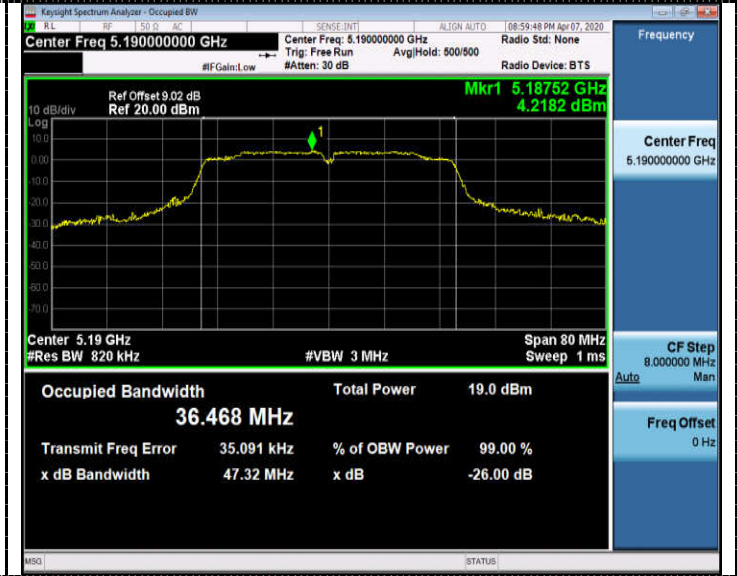 Keysight Spectrum Analyzer - Occupied BW
RL RF 50 Ω AC SENSE:INT ALIGN AUTO 08:59:48 PM Apr 07, 2020
Center Freq 5.190000000 GHz
Center Freq: 5.190000000 GHz Radio Std: None
Trig: Free Run Avg|Hold: 500/500
#IFGain:Low #Atten: 30 dB Radio Device: BTS
Mkr1 5.18752 GHz
4.2182 dBm
Ref Offset 9.02 dB
10 dB/div Ref 20.00 dBm
Log
10.0
0.00
-10.0
-20.0
-30.0
-40.0
-50.0
-60.0
-70.0
1
Center 5.19 GHz Span 80 MHz
#Res BW 820 kHz #VBW 3 MHz Sweep 1 ms
Occupied Bandwidth Total Power 19.0 dBm
36.468 MHz
Transmit Freq Error 35.091 kHz % of OBW Power 99.00 %
x dB Bandwidth 47.32 MHz x dB -26.00 dB
MSG STATUS
Frequency
Center Freq
5.190000000 GHz
CF Step
8.000000 MHz
Auto Man
Freq Offset
0 Hz